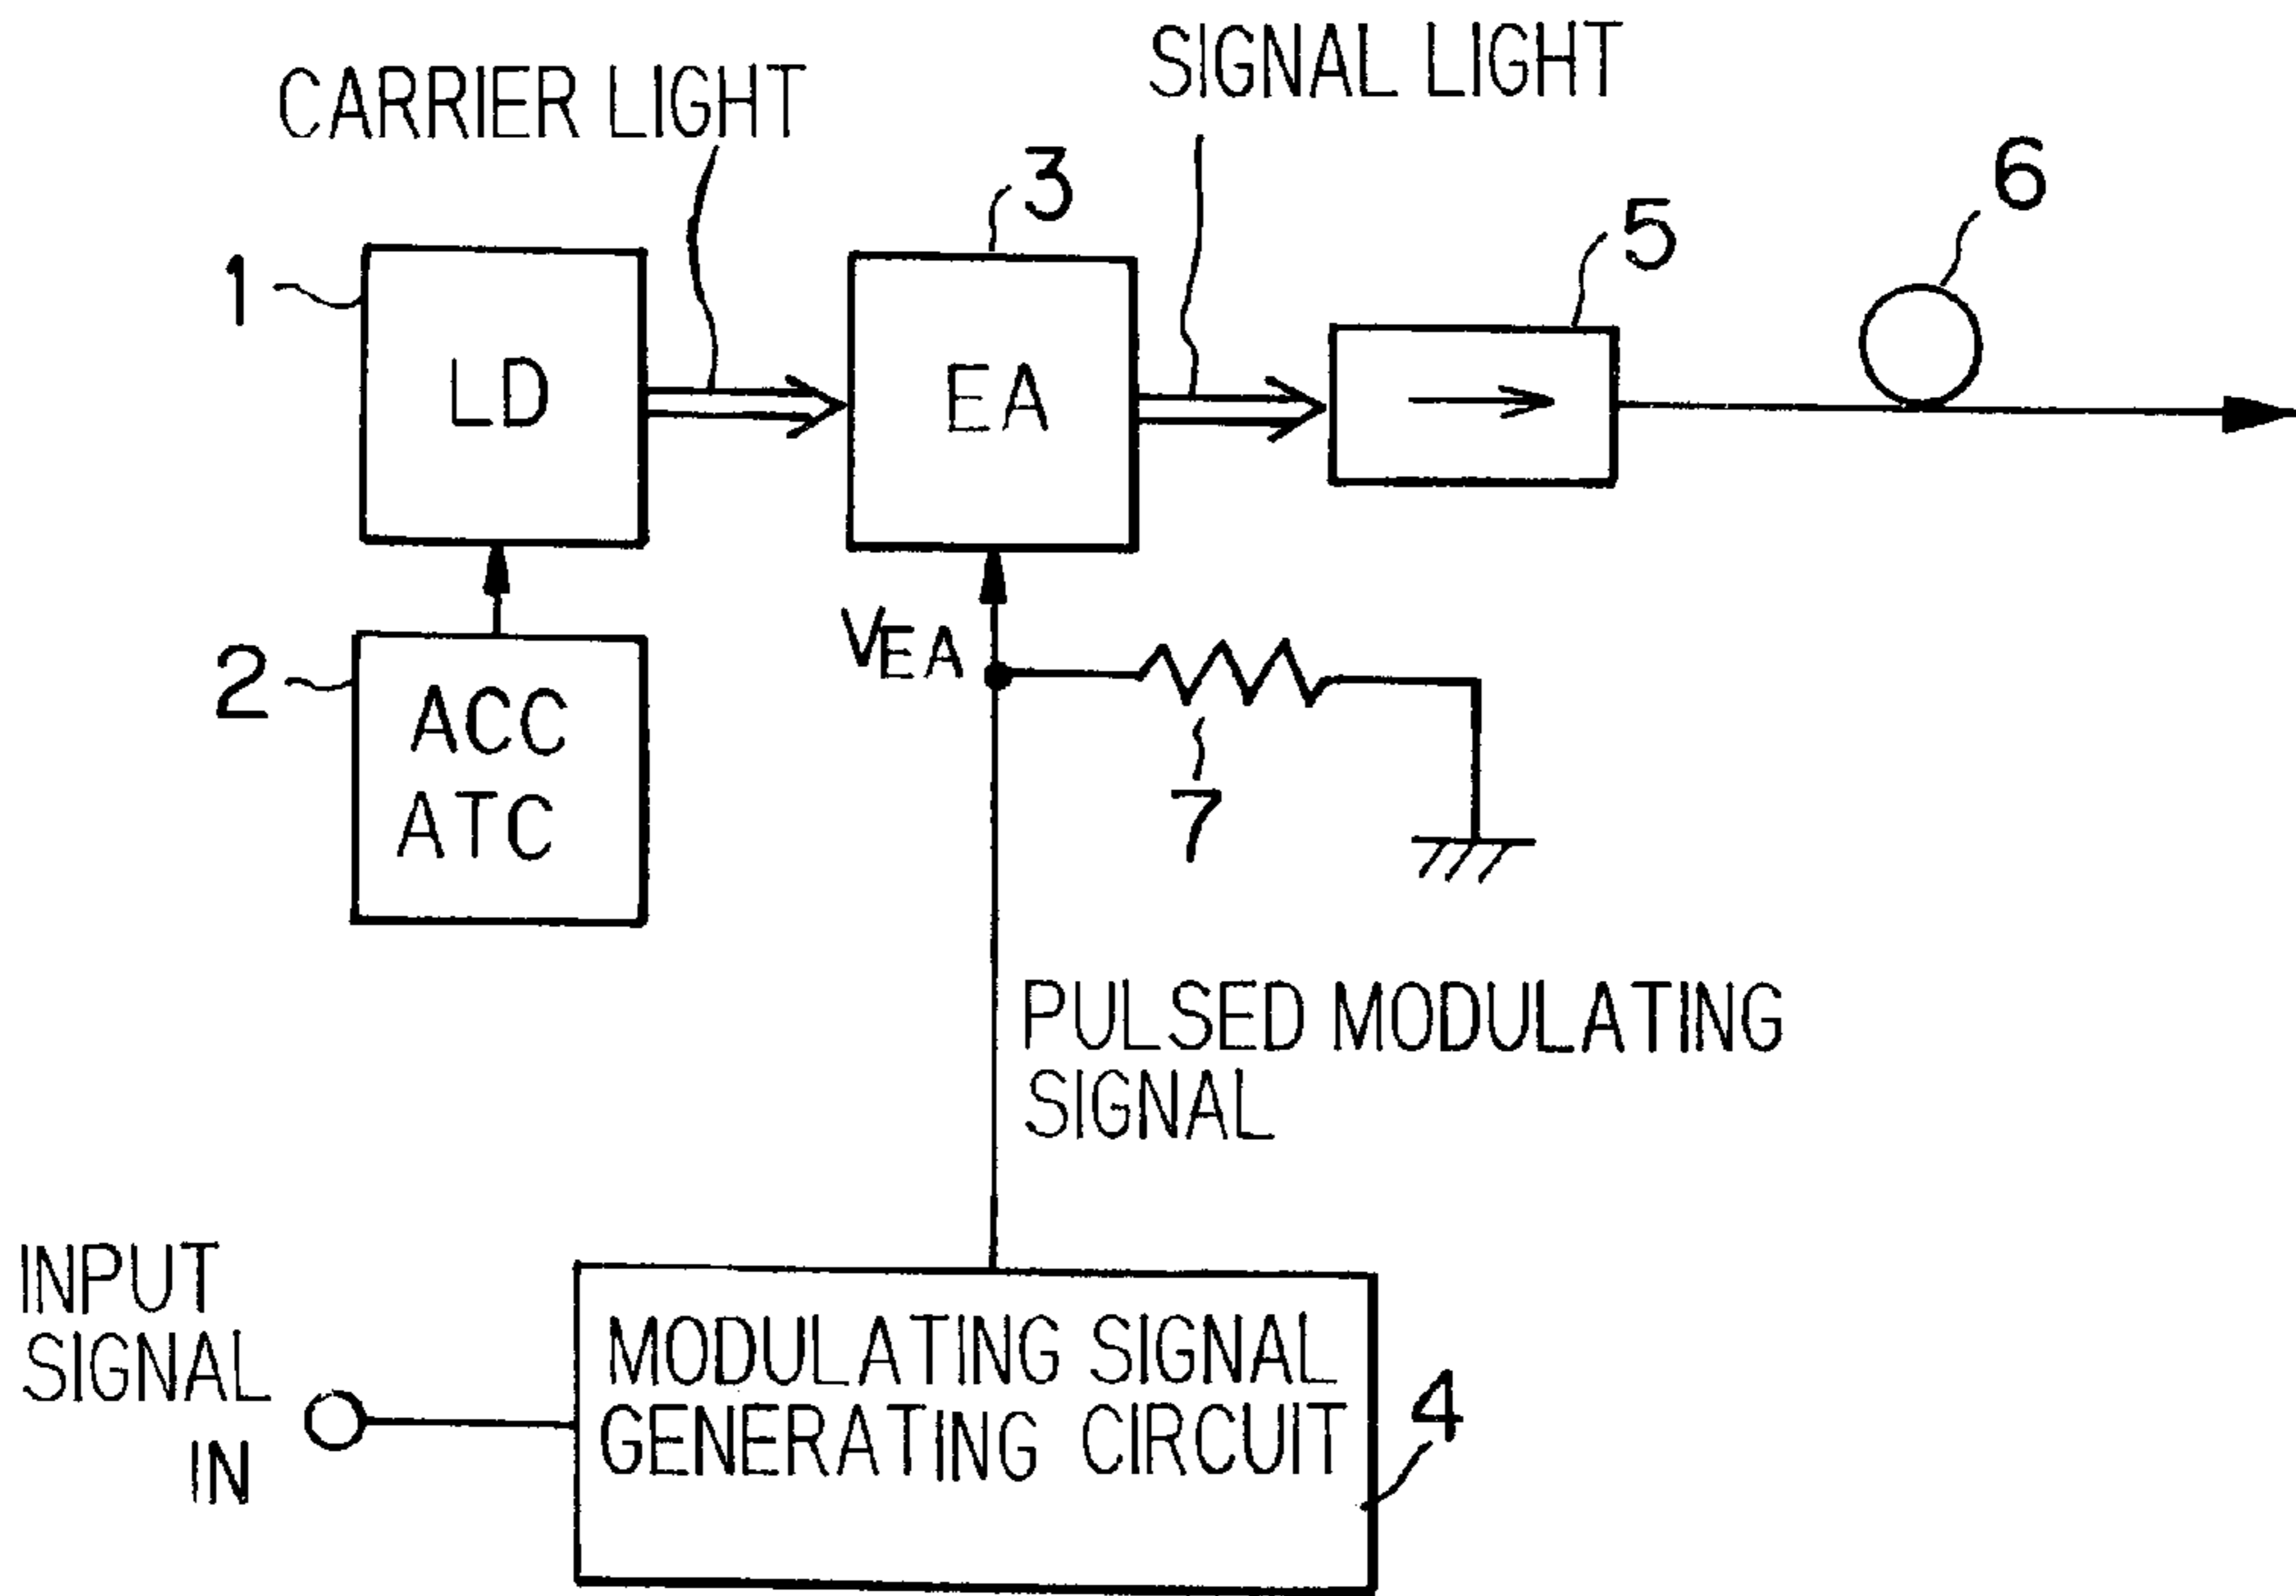 SIGNAL LIGHT
CARRIER LIGHT
3
6
5
1
LD
EA
VEA
2
ACC
ATC
7
PULSED MODULATING
SIGNAL
INPUT
SIGNAL
IN
MODULATING SIGNAL
GENERATING CIRCUIT
4